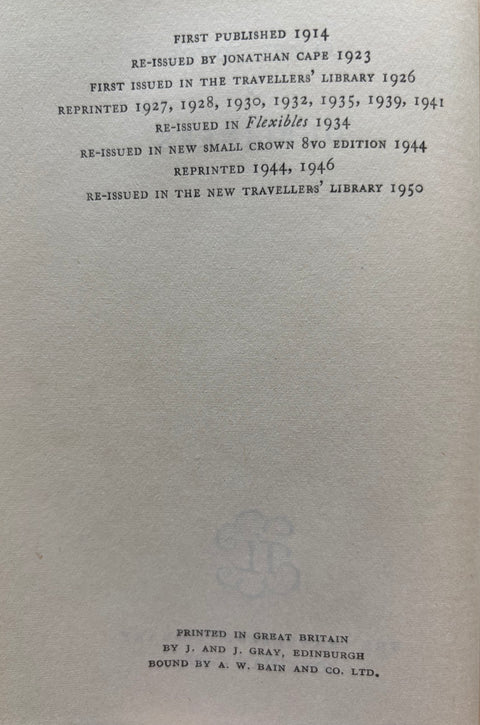 FIRST PUBLISHED 1914
RE-ISSUED BY JONATHAN CAPE 1923
FIRST ISSUED IN THE TRAVELLERS' LIBRARY 1926
REPRINTED 1927, 1928, 1930, 1932, 1935, 1939, 1941
RE-ISSUED IN Flexibles 1934
RE-ISSUED IN NEW SMALL CROWN 8VO EDITION 1944
REPRINTED 1944, 1946
RE-ISSUED IN THE NEW TRAVELLERS' LIBRARY 1950
PRINTED IN GREAT BRITAIN
BY J. AND J. GRAY, EDINBURGH
BOUND BY A. W. BAIN AND CO. LTD.